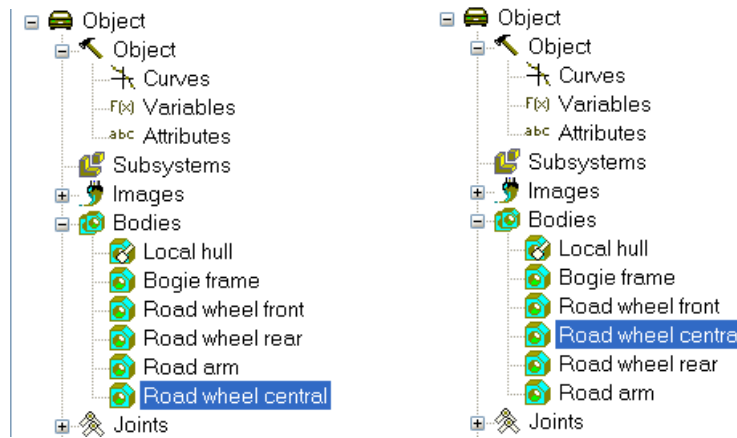 Object
Object
Curves
F(x) Variables
abc Attributes
Subsystems
Images
Bodies
Local hull
Bogie frame
Road wheel front
Road wheel rear
Road arm
Road wheel central
Joints
Object
Object
Curves
F(x) Variables
abc Attributes
Subsystems
Images
Bodies
Local hull
Bogie frame
Road wheel front
Road wheel centra
Road wheel rear
Road arm
Joints